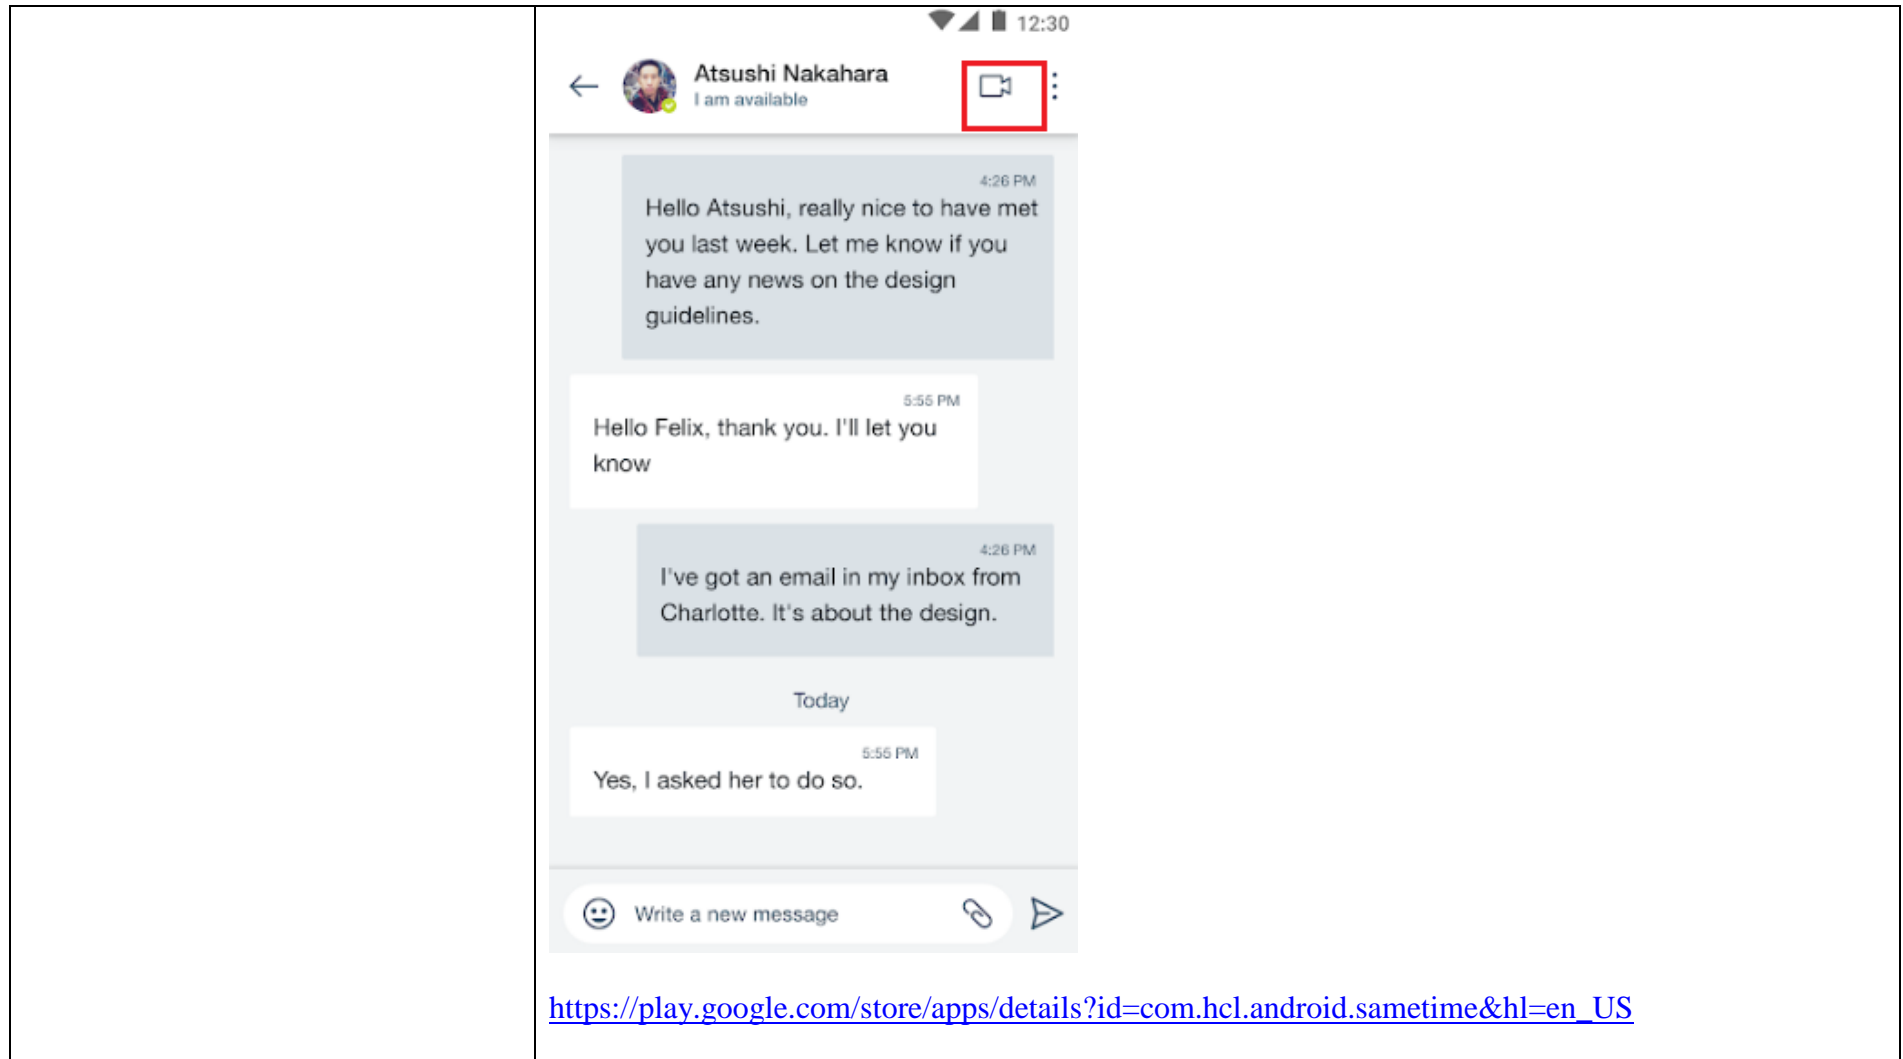 12:30
Atsushi Nakahara
I am available
4:26 PM
Hello Atsushi, really nice to have met
you last week. Let me know if you
have any news on the design
guidelines.
5:55 PM
Hello Felix, thank you. I'll let you
know
4:26 PM
I've got an email in my inbox from
Charlotte. It's about the design.
Today
5:55 PM
Yes, I asked her to do so.
Write a new message
https://play.google.com/store/apps/details?id=com.hcl.android.sametime&hl=en_US